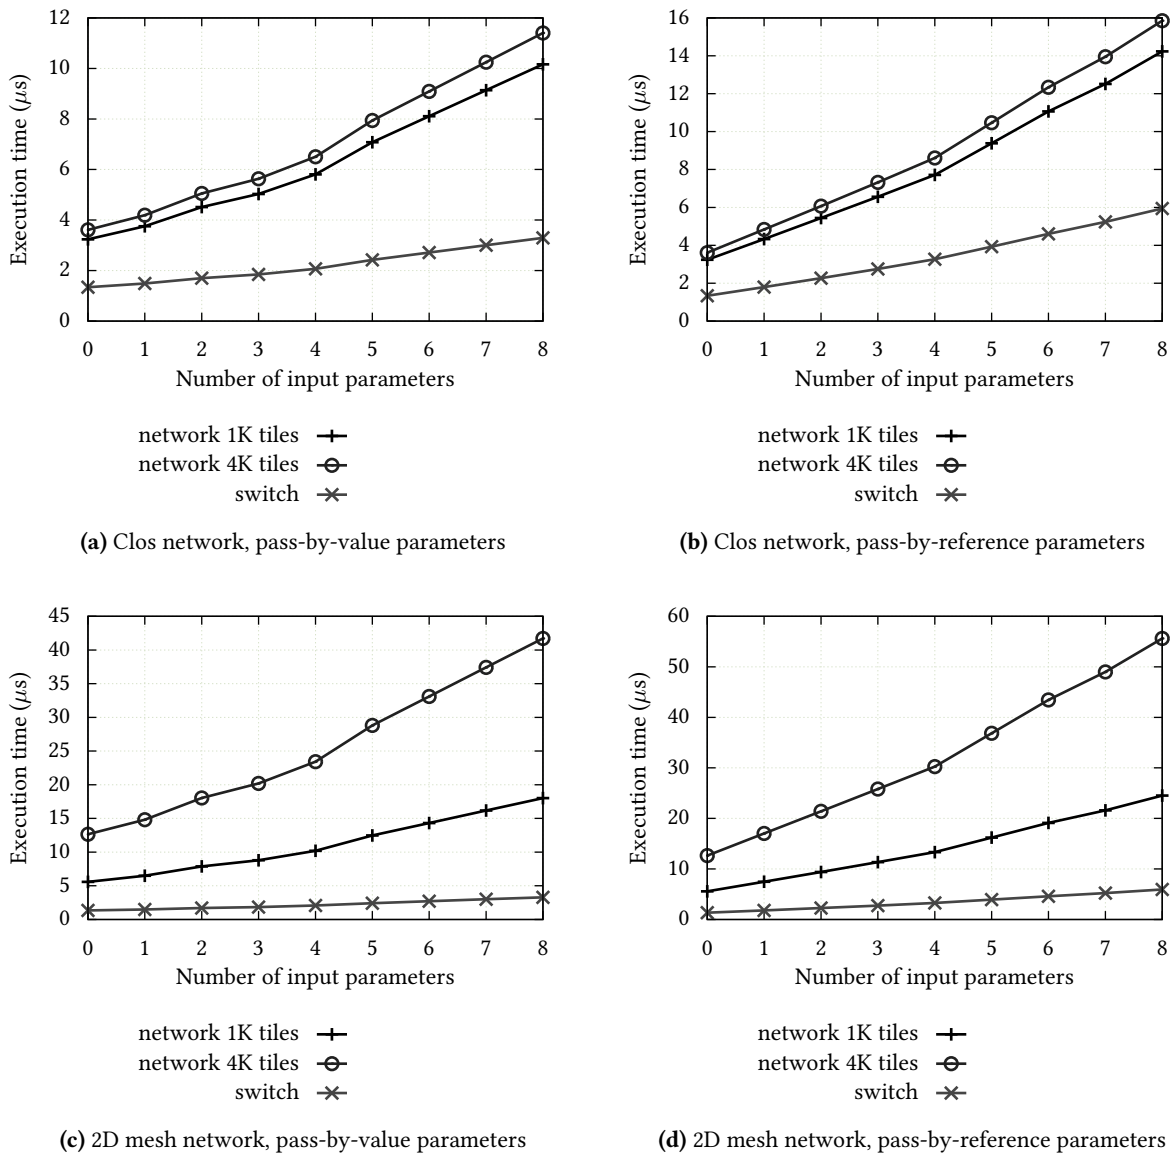 12
10
8
6
4
2
0
Execution time (μs)
0 1 2 3 4 5 6 7 8
Number of input parameters
network 1K tiles
network 4K tiles
switch
(a) Clos network, pass-by-value parameters
16
14
12
10
8
6
4
2
0
Execution time (μs)
0 1 2 3 4 5 6 7 8
Number of input parameters
network 1K tiles
network 4K tiles
switch
(b) Clos network, pass-by-reference parameters
45
40
35
30
25
20
15
10
5
0
Execution time (μs)
0 1 2 3 4 5 6 7 8
Number of input parameters
network 1K tiles
network 4K tiles
switch
(c) 2D mesh network, pass-by-value parameters
60
50
40
30
20
10
0
Execution time (μs)
0 1 2 3 4 5 6 7 8
Number of input parameters
network 1K tiles
network 4K tiles
switch
(d) 2D mesh network, pass-by-reference parameters